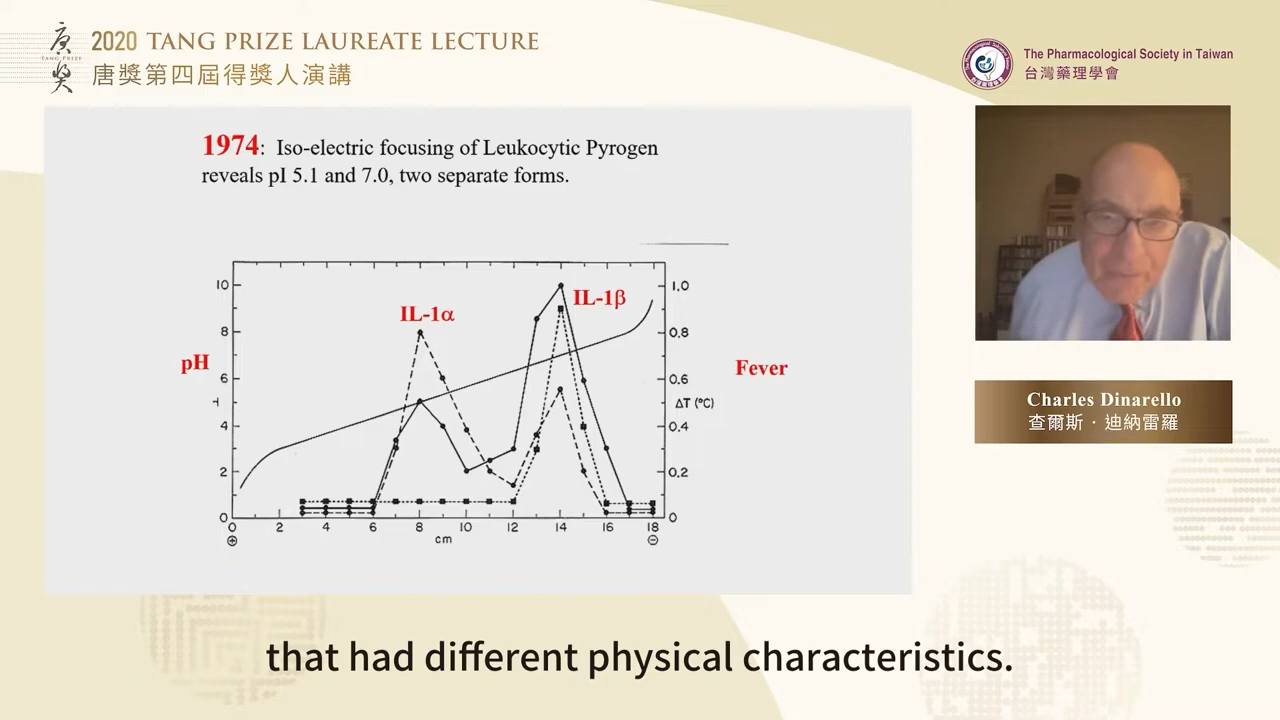 唐
TANG PRIZE
獎
2020 TANG PRIZE LAUREATE LECTURE
唐獎第四屆得獎人演講
The Pharmacological Society in Taiwan
台灣藥理學會
1974: Iso-electric focusing of Leukocytic Pyrogen
reveals pI 5.1 and 7.0, two separate forms.
IL-1α
IL-1β
pH
Fever
10
8
6
4
2
0
1.0
0.8
0.6
ΔT (°C)
0.4
0.2
0
0 2 4 6 8 10 12 14 16 18
⊕ cm ⊖
Charles Dinarello
查爾斯・迪納雷羅
that had different physical characteristics.